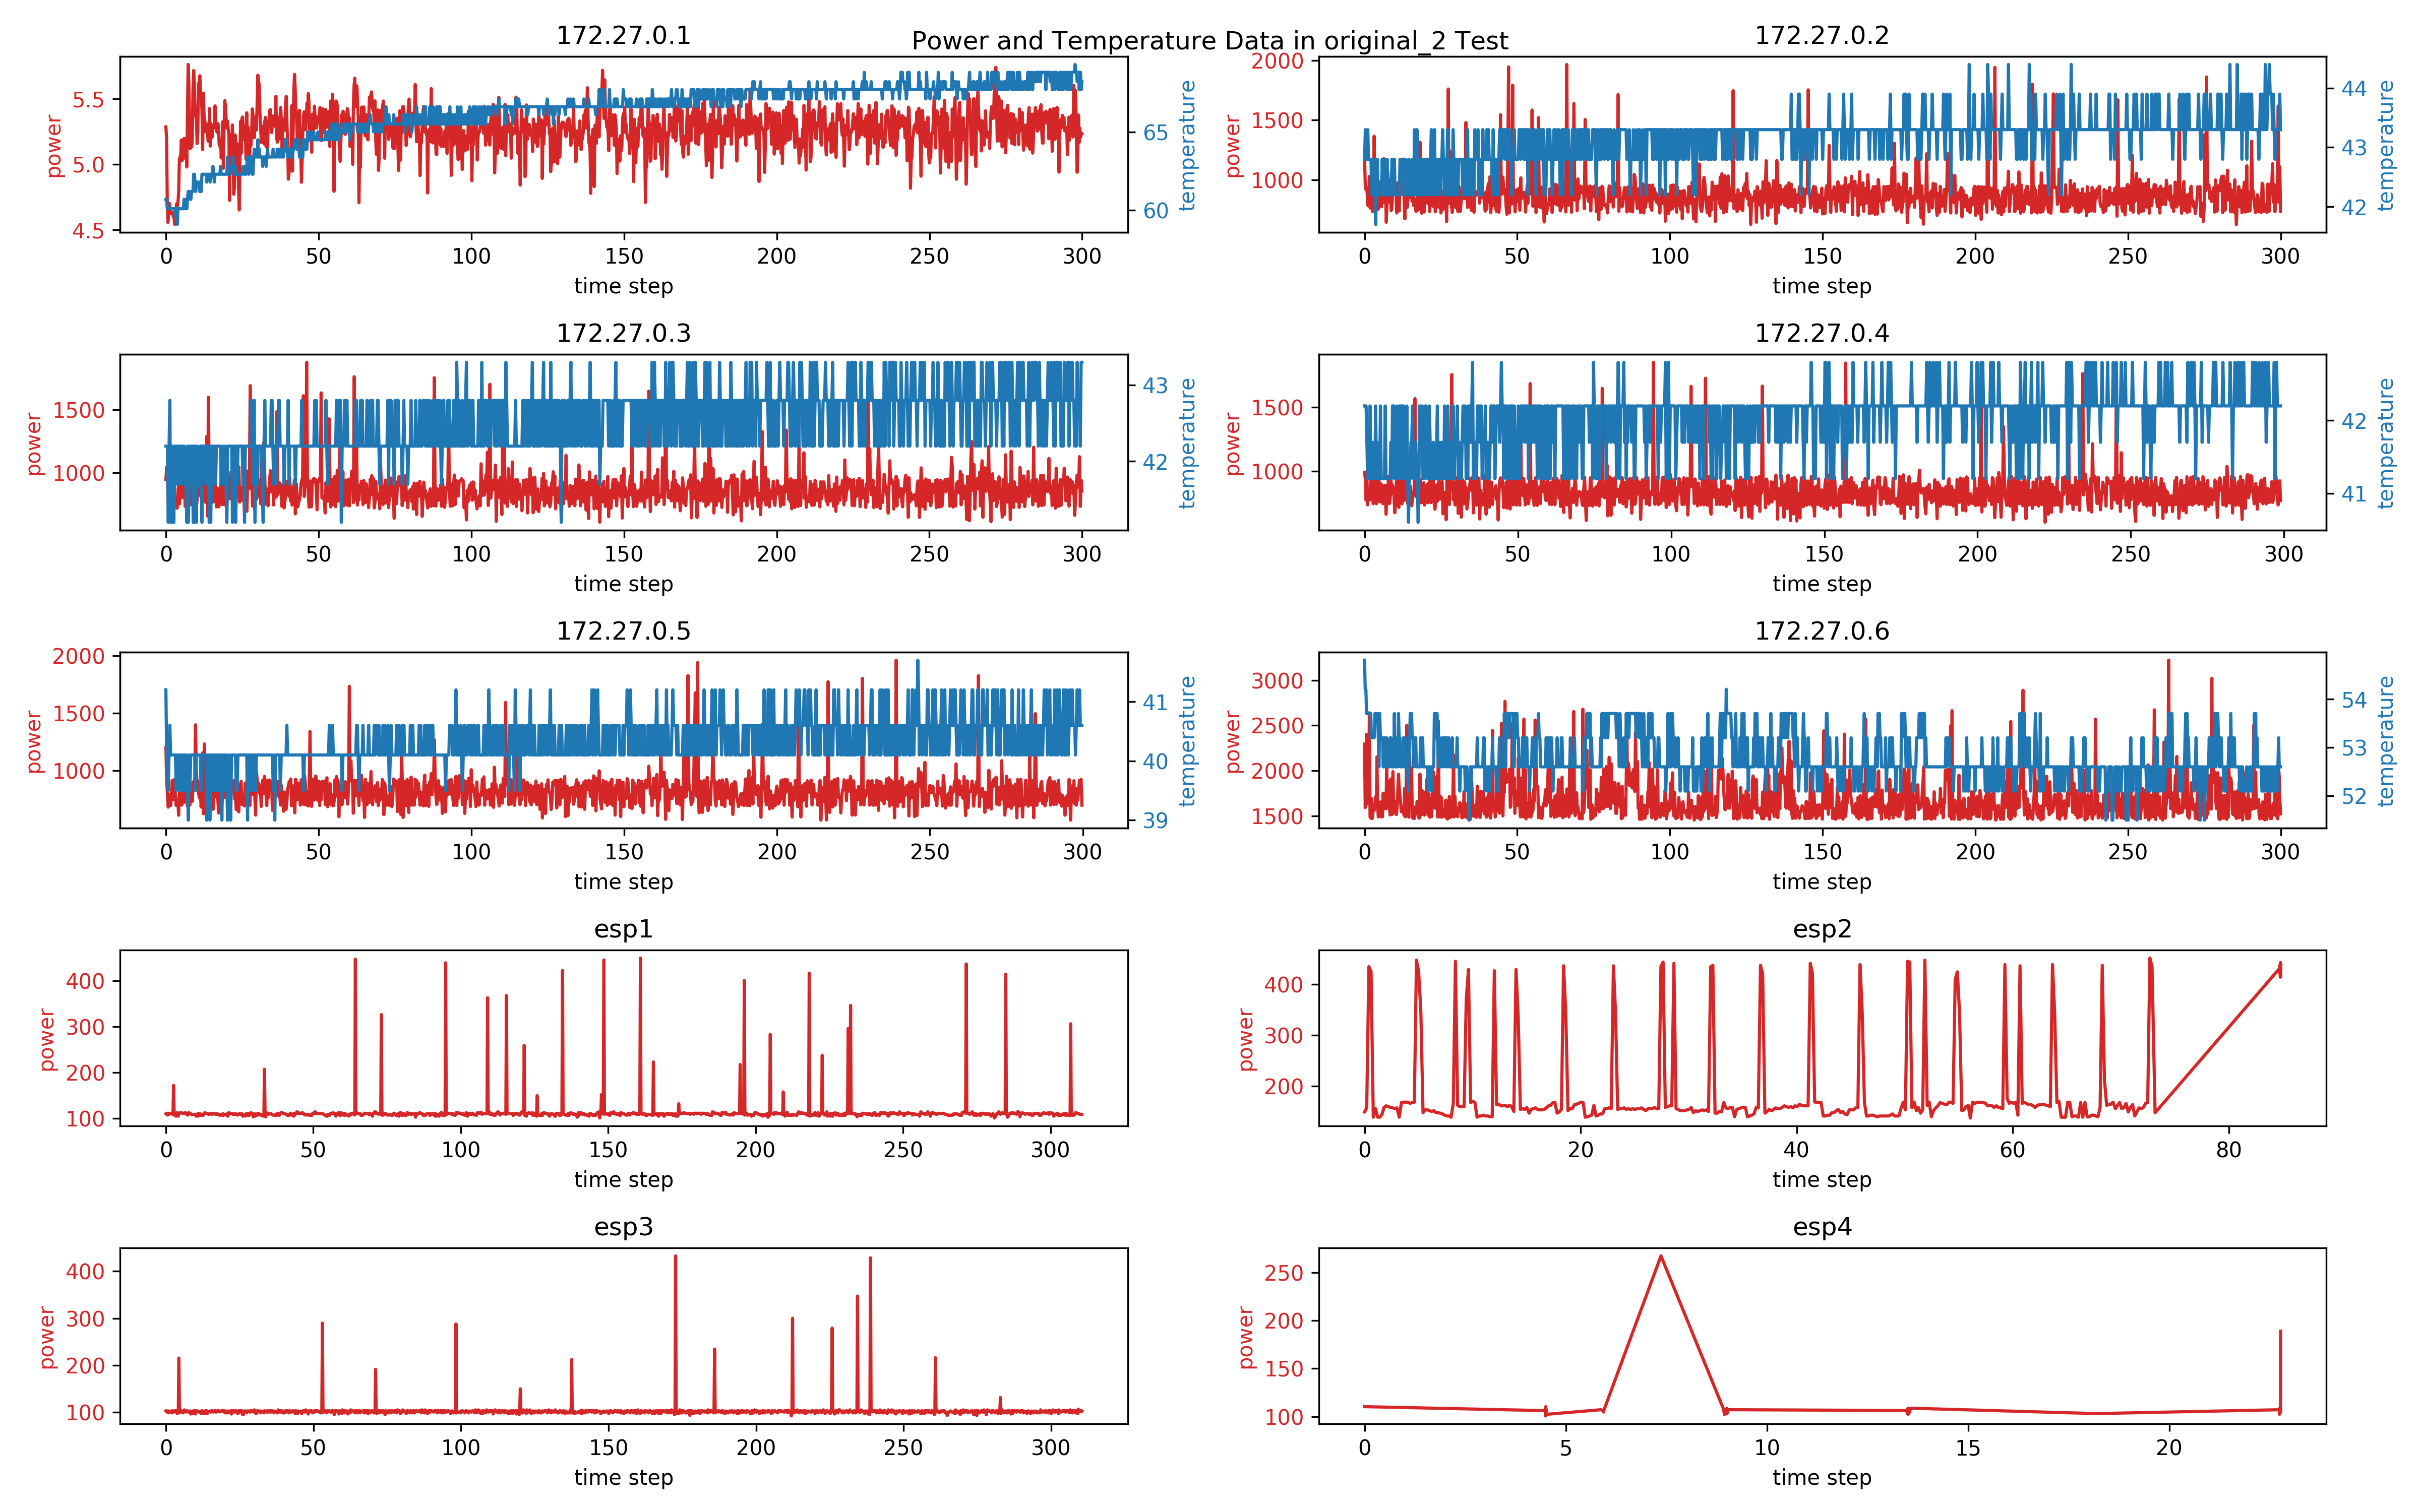 Power and Temperature Data in original_2 Test
172.27.0.1
power
5.5
5.0
4.5
65
60
temperature
0 50 100 150 200 250 300
time step
172.27.0.2
power
2000
1500
1000
44
43
42
temperature
0 50 100 150 200 250 300
time step
172.27.0.3
power
1500
1000
43
42
temperature
0 50 100 150 200 250 300
time step
172.27.0.4
power
1500
1000
42
41
temperature
0 50 100 150 200 250 300
time step
172.27.0.5
power
2000
1500
1000
41
40
39
temperature
0 50 100 150 200 250 300
time step
172.27.0.6
power
3000
2500
2000
1500
54
53
52
temperature
0 50 100 150 200 250 300
time step
esp1
power
400
300
200
100
0 50 100 150 200 250 300
time step
esp2
power
400
300
200
0 20 40 60 80
time step
esp3
power
400
300
200
100
0 50 100 150 200 250 300
time step
esp4
power
250
200
150
100
0 5 10 15 20
time step